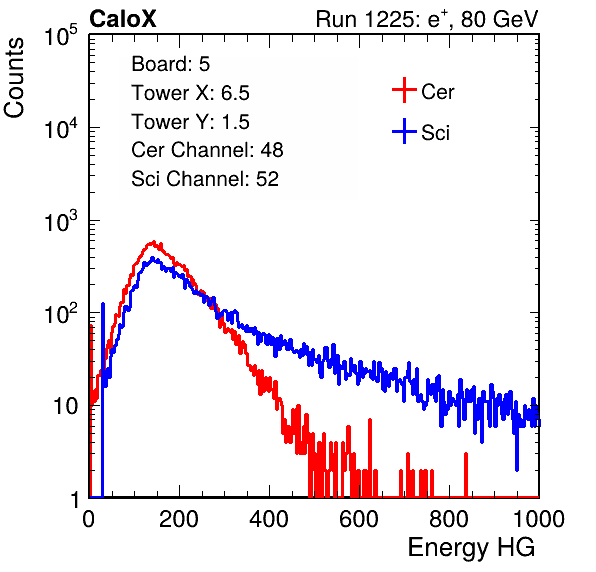 CaloX Run 1225: e⁺, 80 GeV
Counts
10⁵
10⁴
10³
10²
10
1
Board: 5
Tower X: 6.5
Tower Y: 1.5
Cer Channel: 48
Sci Channel: 52
Cer
Sci
0 200 400 600 800 1000
Energy HG